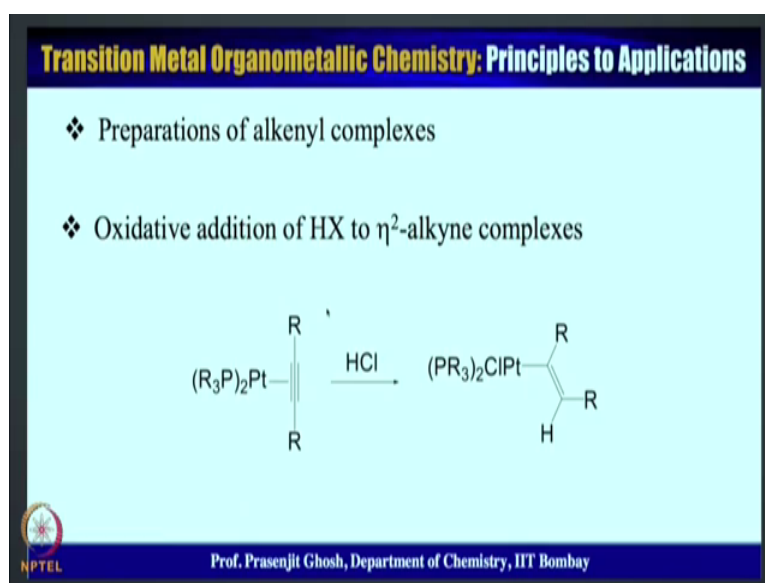 Transition Metal Organometallic Chemistry: Principles to Applications
❖ Preparations of alkenyl complexes
❖ Oxidative addition of HX to η²-alkyne complexes
R
(R₃P)₂Pt
R
HCl
(PR₃)₂ClPt
R
R
H
NPTEL
Prof. Prasenjit Ghosh, Department of Chemistry, IIT Bombay